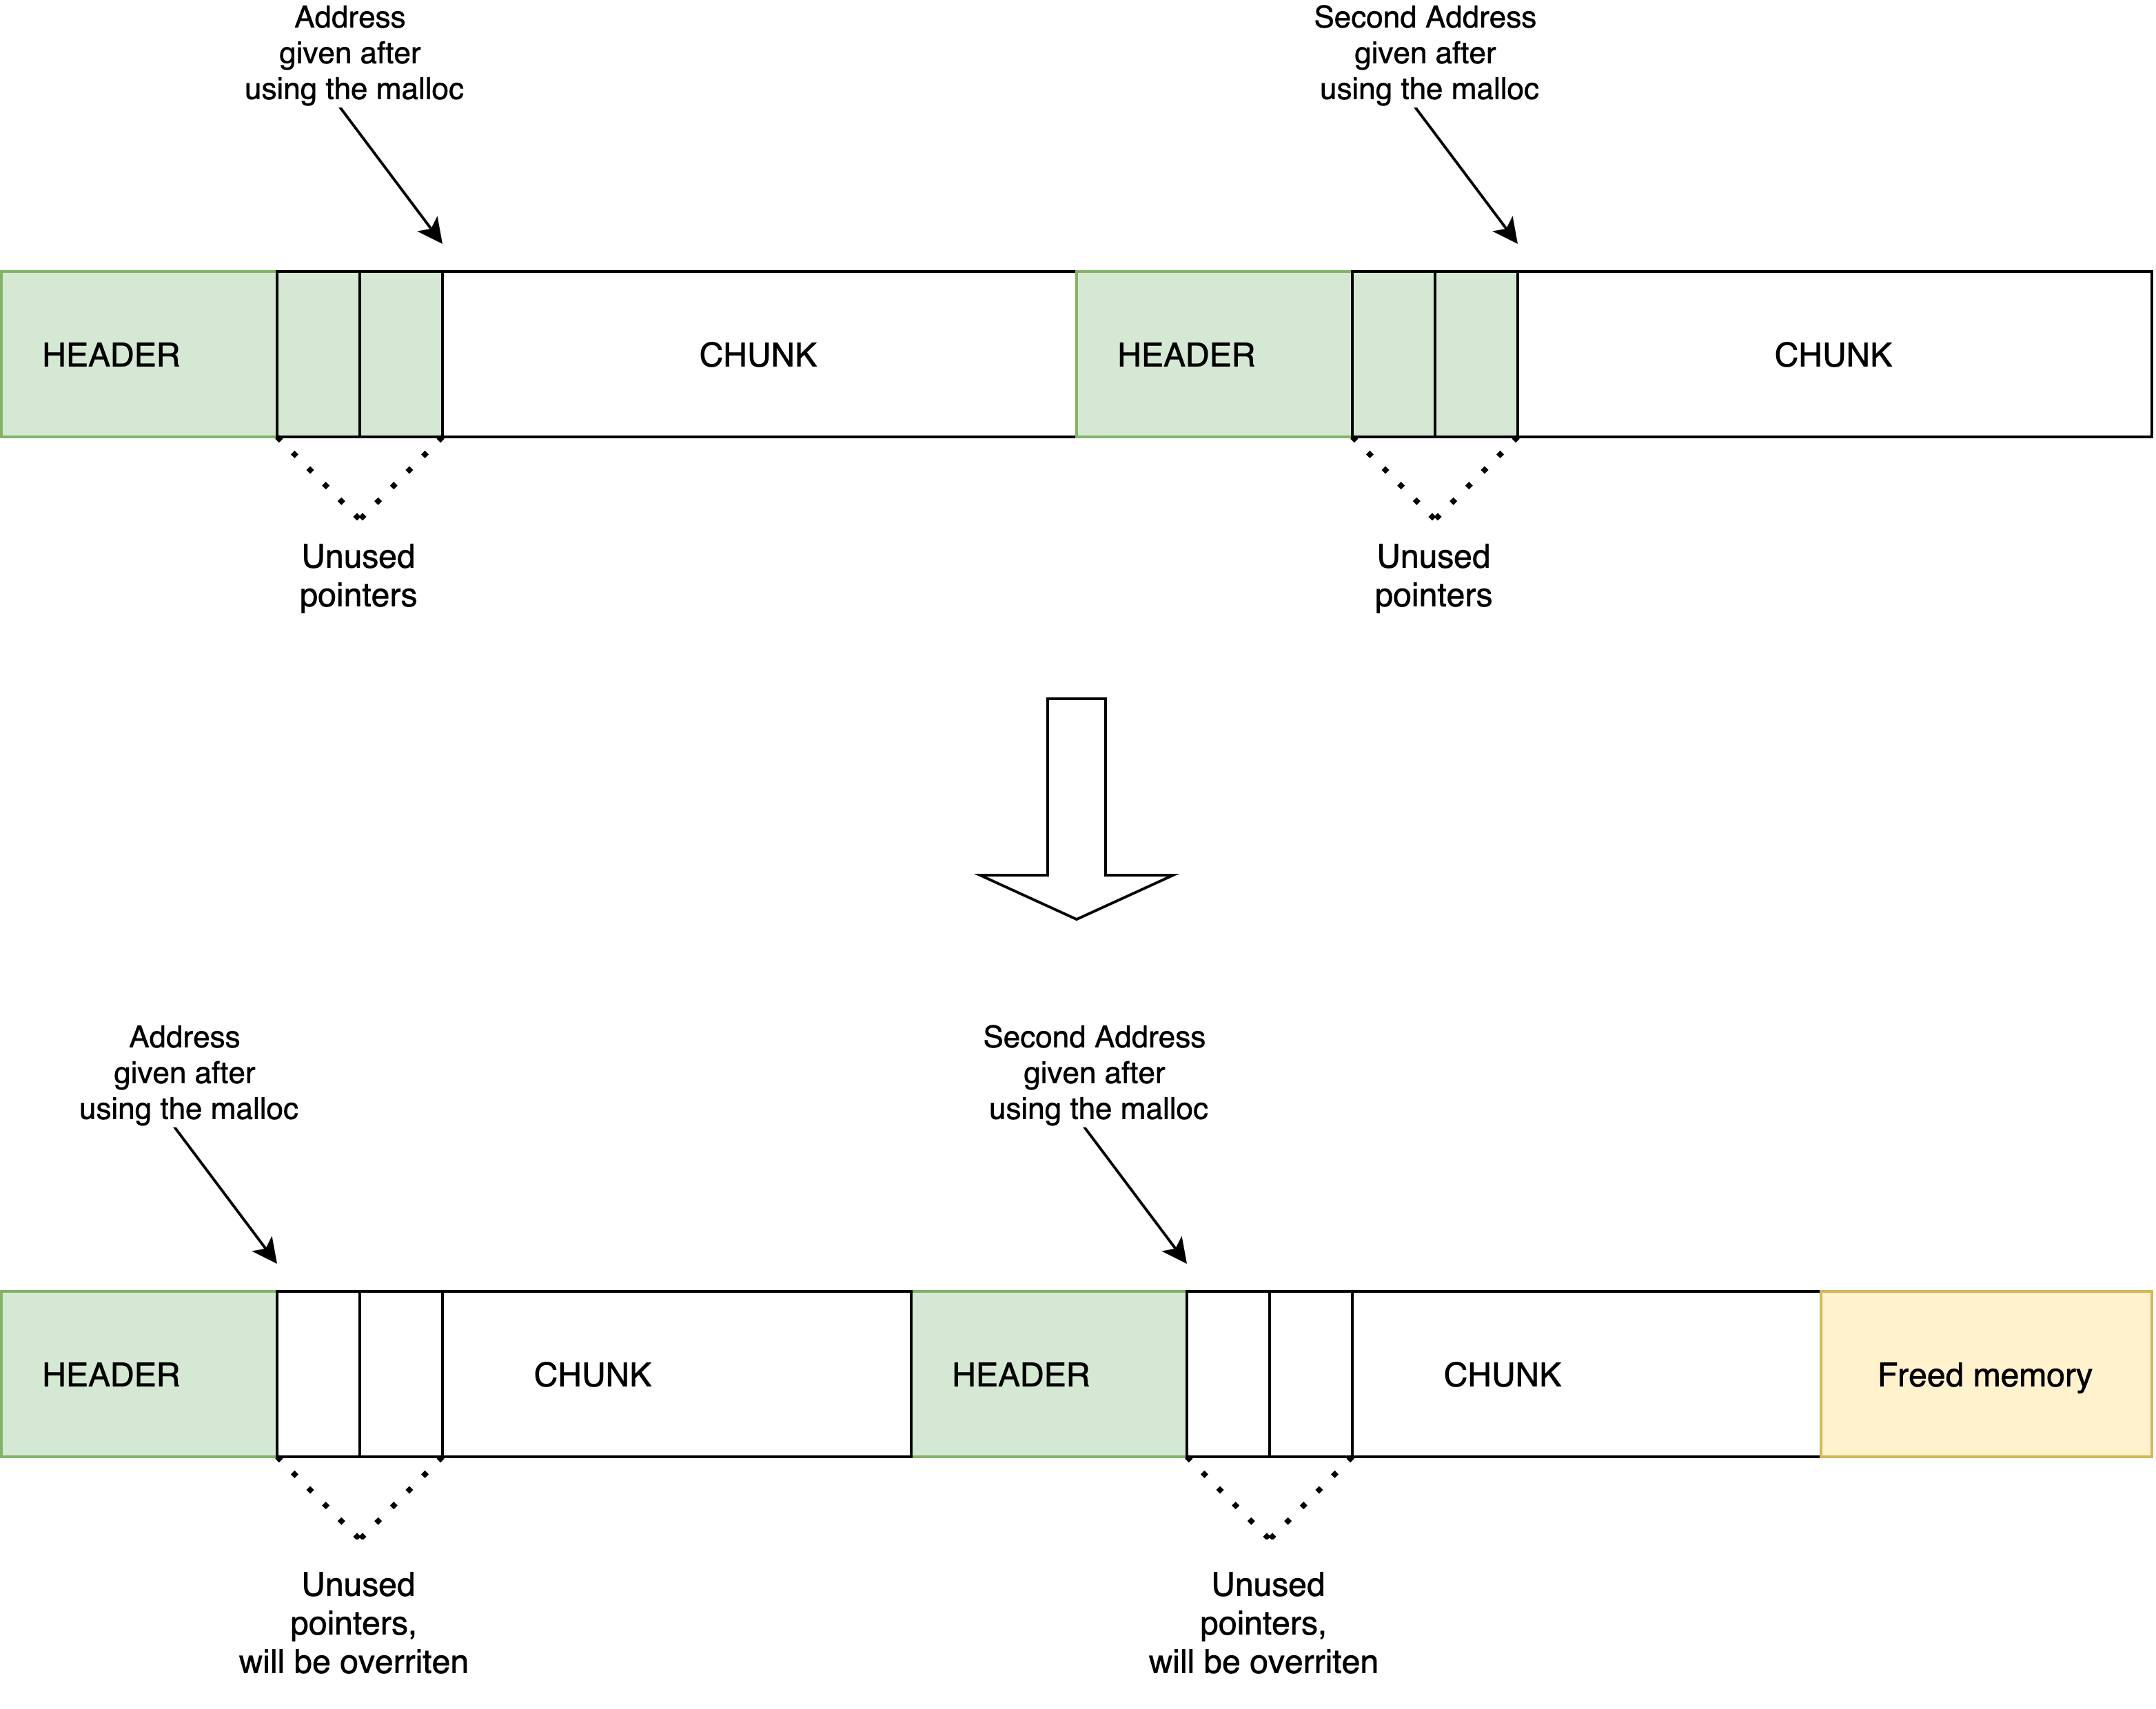 Address
given after
using the malloc
Second Address
given after
using the malloc
HEADER
CHUNK
HEADER
CHUNK
Unused
pointers
Unused
pointers
Address
given after
using the malloc
Second Address
given after
using the malloc
HEADER
CHUNK
HEADER
CHUNK
Freed memory
Unused
pointers,
will be overriten
Unused
pointers,
will be overriten